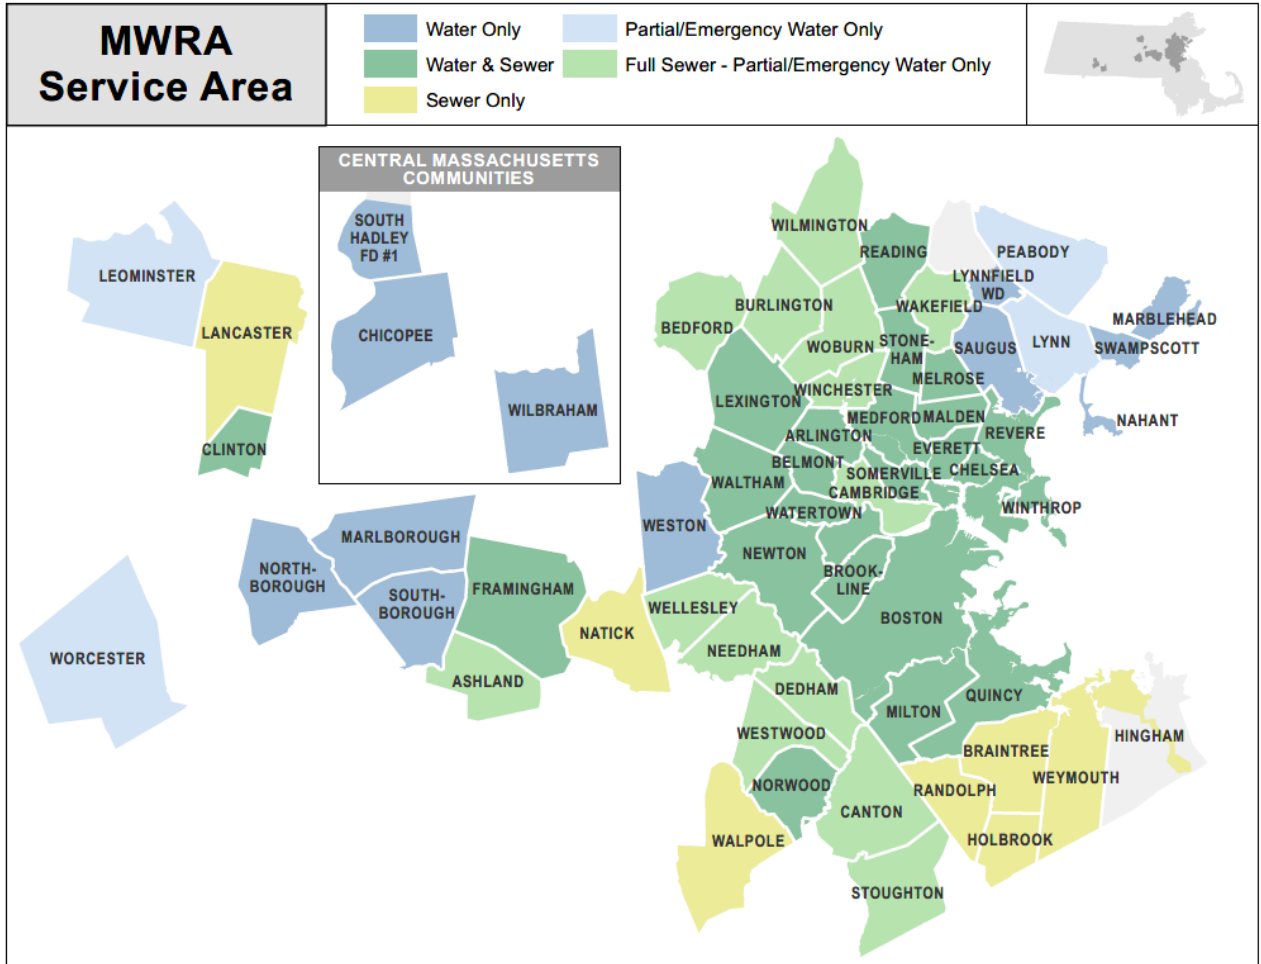 MWRA
Service Area
Water Only
Partial/Emergency Water Only
Water & Sewer
Full Sewer - Partial/Emergency Water Only
Sewer Only
CENTRAL MASSACHUSETTS
COMMUNITIES
SOUTH
HADLEY
FD #1
CHICOPEE
WILBRAHAM
LEOMINSTER
LANCASTER
CLINTON
WILMINGTON
READING
PEABODY
LYNNFIELD
WD
BURLINGTON
WAKEFIELD
MARBLEHEAD
BEDFORD
WOBURN
STONE-
HAM
SAUGUS
LYNN
SWAMPSCOTT
MELROSE
WINCHESTER
LEXINGTON
MEDFORD
MALDEN
NAHANT
ARLINGTON
REVERE
EVERETT
BELMONT
SOMERVILLE
CHELSEA
WALTHAM
CAMBRIDGE
WATERTOWN
WINTHROP
WESTON
MARLBOROUGH
NEWTON
NORTH-
BOROUGH
BROOK-
LINE
FRAMINGHAM
SOUTH-
BOROUGH
WELLESLEY
BOSTON
NATICK
NEEDHAM
WORCESTER
ASHLAND
DEDHAM
QUINCY
MILTON
WESTWOOD
HINGHAM
BRAINTREE
WEYMOUTH
NORWOOD
RANDOLPH
CANTON
WALPOLE
HOLBROOK
STOUGHTON